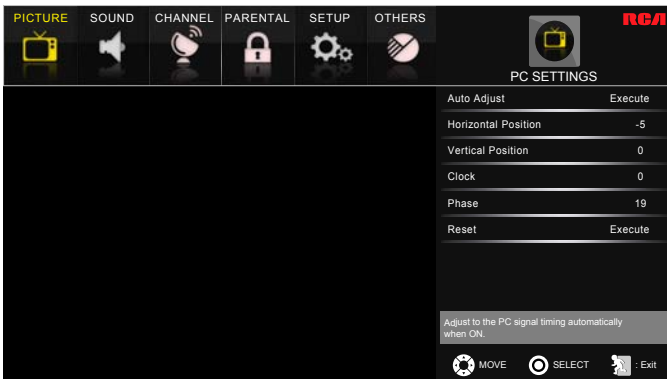 PICTURE SOUND CHANNEL PARENTAL SETUP OTHERS
RCA
PC SETTINGS
Auto Adjust Execute
Horizontal Position -5
Vertical Position 0
Clock 0
Phase 19
Reset Execute
Adjust to the PC signal timing automatically
when ON.
MOVE SELECT : Exit